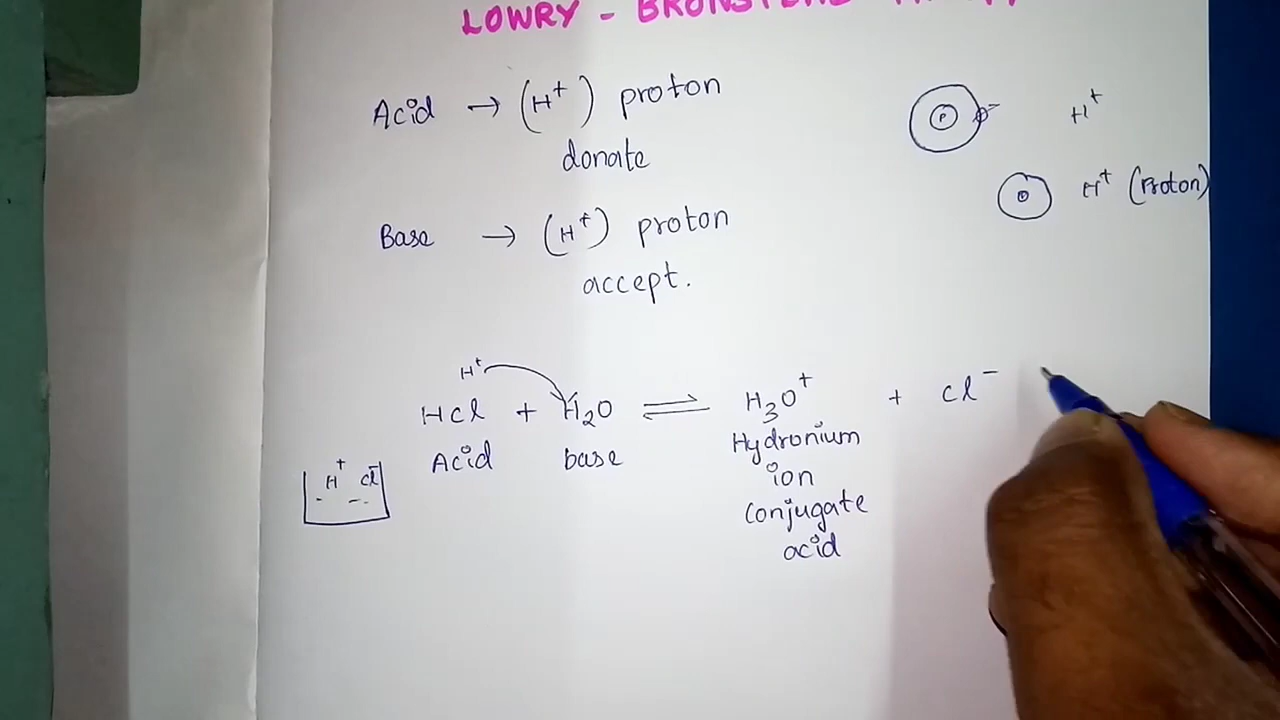 LOWRY - BRONSTED
Acid → (H⁺) proton
donate
Base → (H⁺) proton
accept.
P e⁻ H⁺
H⁺ (Proton)
H⁺
HCl + H₂O ⇌ H₃O⁺ + Cl⁻
Acid base Hydronium
ion
Conjugate
acid
H⁺ Cl⁻